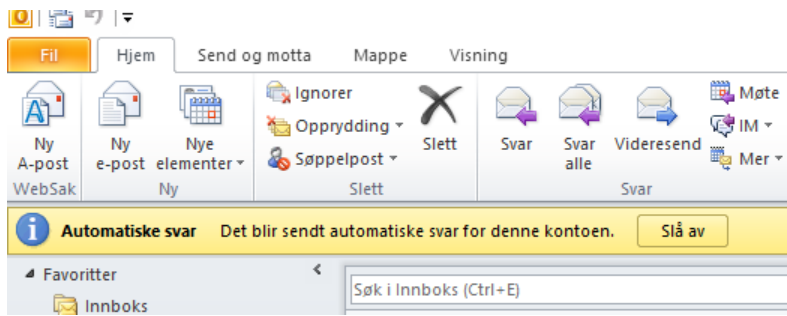 Fil Hjem Send og motta Mappe Visning
Ny A-post
Ny e-post
Nye elementer
Ignorer
Opprydding
Søppelpost
Slett
Svar
Svar alle
Videresend
Møte
IM
Mer
WebSak Ny Slett Svar
Automatiske svar Det blir sendt automatiske svar for denne kontoen. Slå av
Favoritter
Søk i Innboks (Ctrl+E)
Innboks